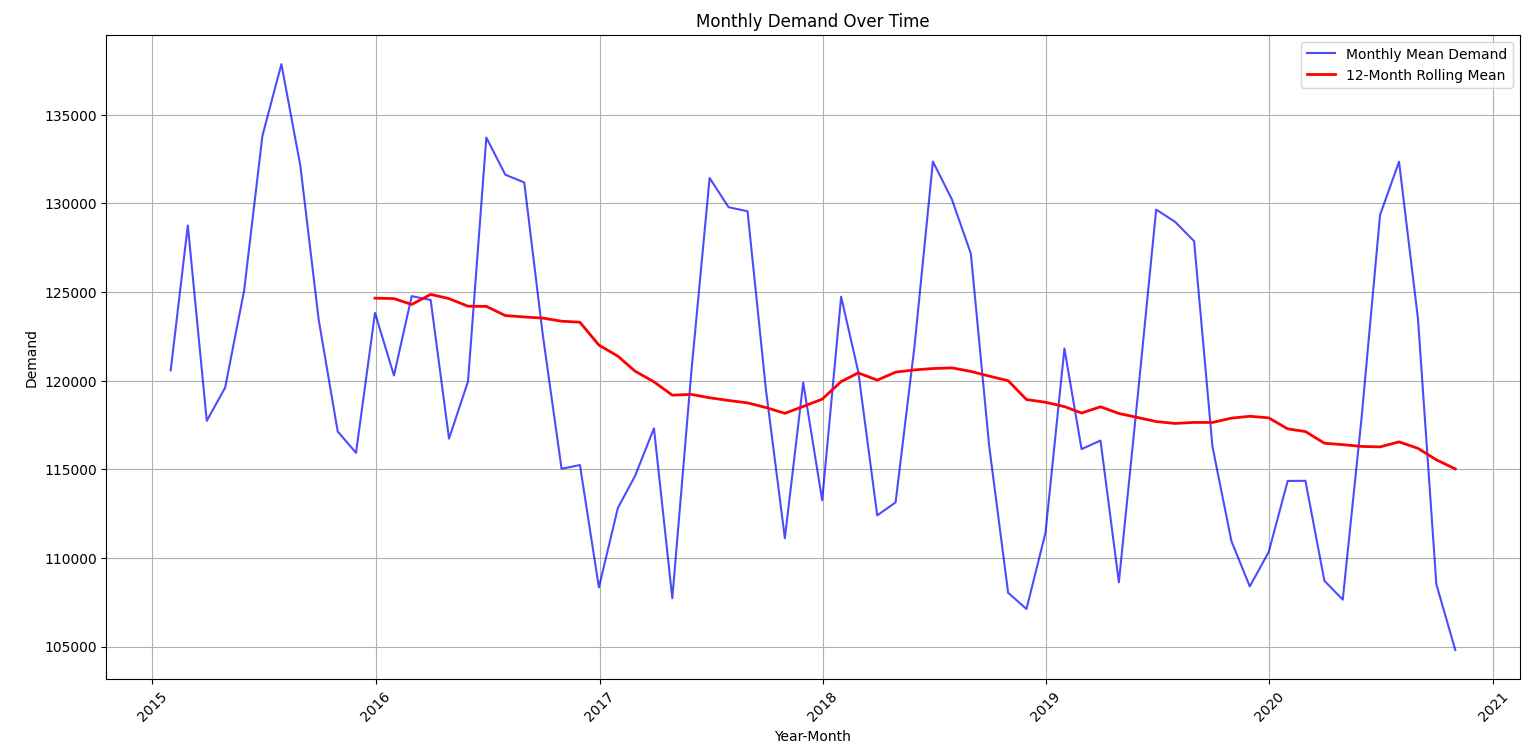 Monthly Demand Over Time
Monthly Mean Demand
12-Month Rolling Mean
135000
130000
125000
120000
115000
110000
105000
Demand
2015
2016
2017
2018
2019
2020
2021
Year-Month